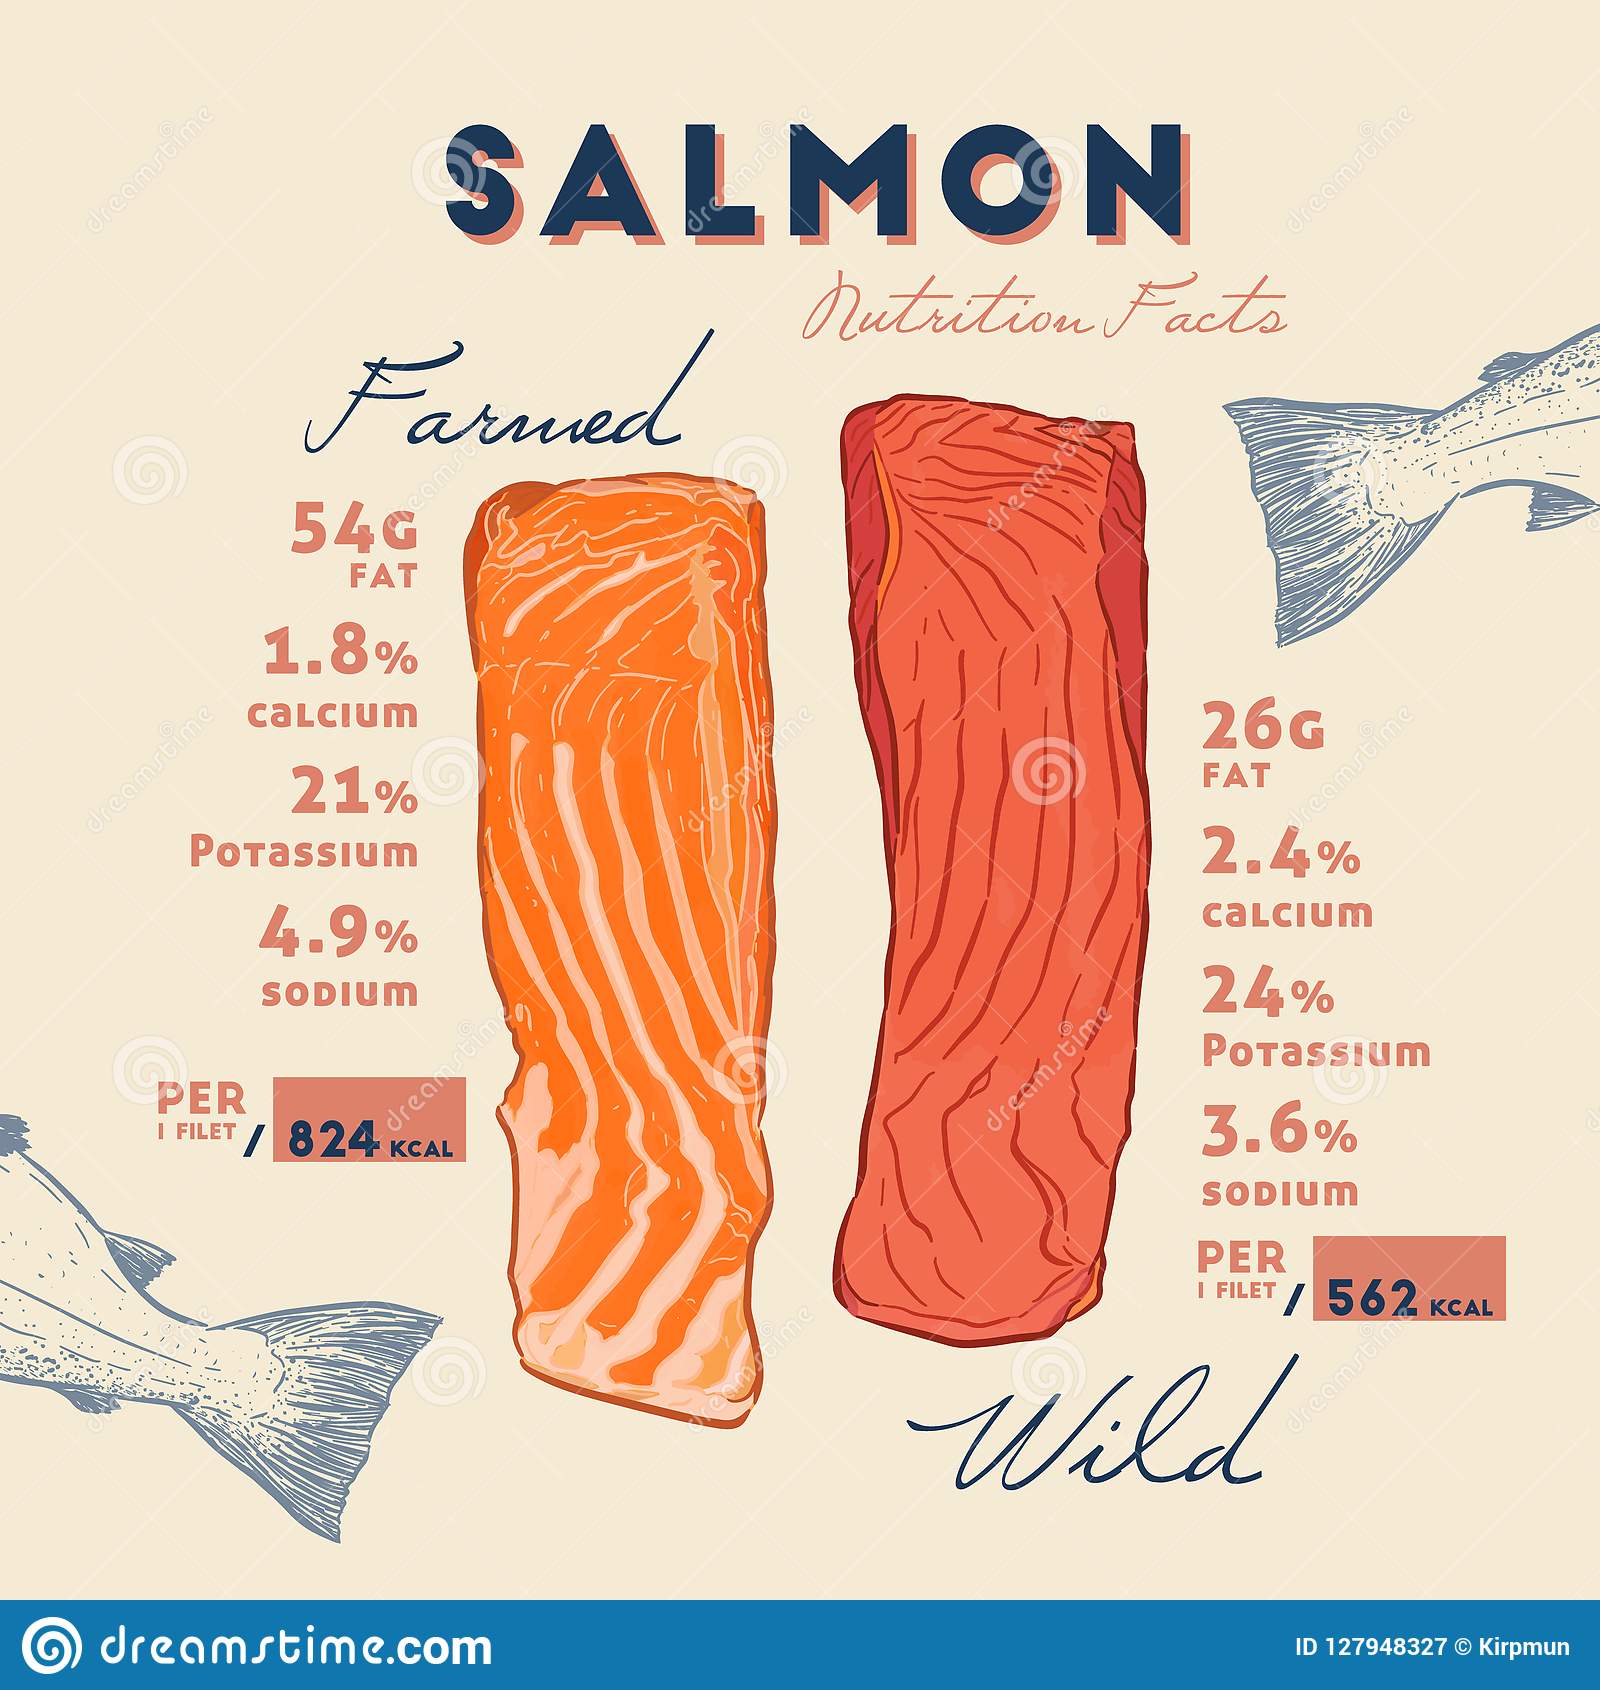 SALMON
Nutrition Facts
Farmed
54G
FAT
1.8%
CALCIUM
21%
POTASSIUM
4.9%
SODIUM
PER
1 FILET / 824 KCAL
26G
FAT
2.4%
CALCIUM
24%
POTASSIUM
3.6%
SODIUM
PER
1 FILET / 562 KCAL
Wild
dreamstime.com
ID 127948327 © Kirpmun